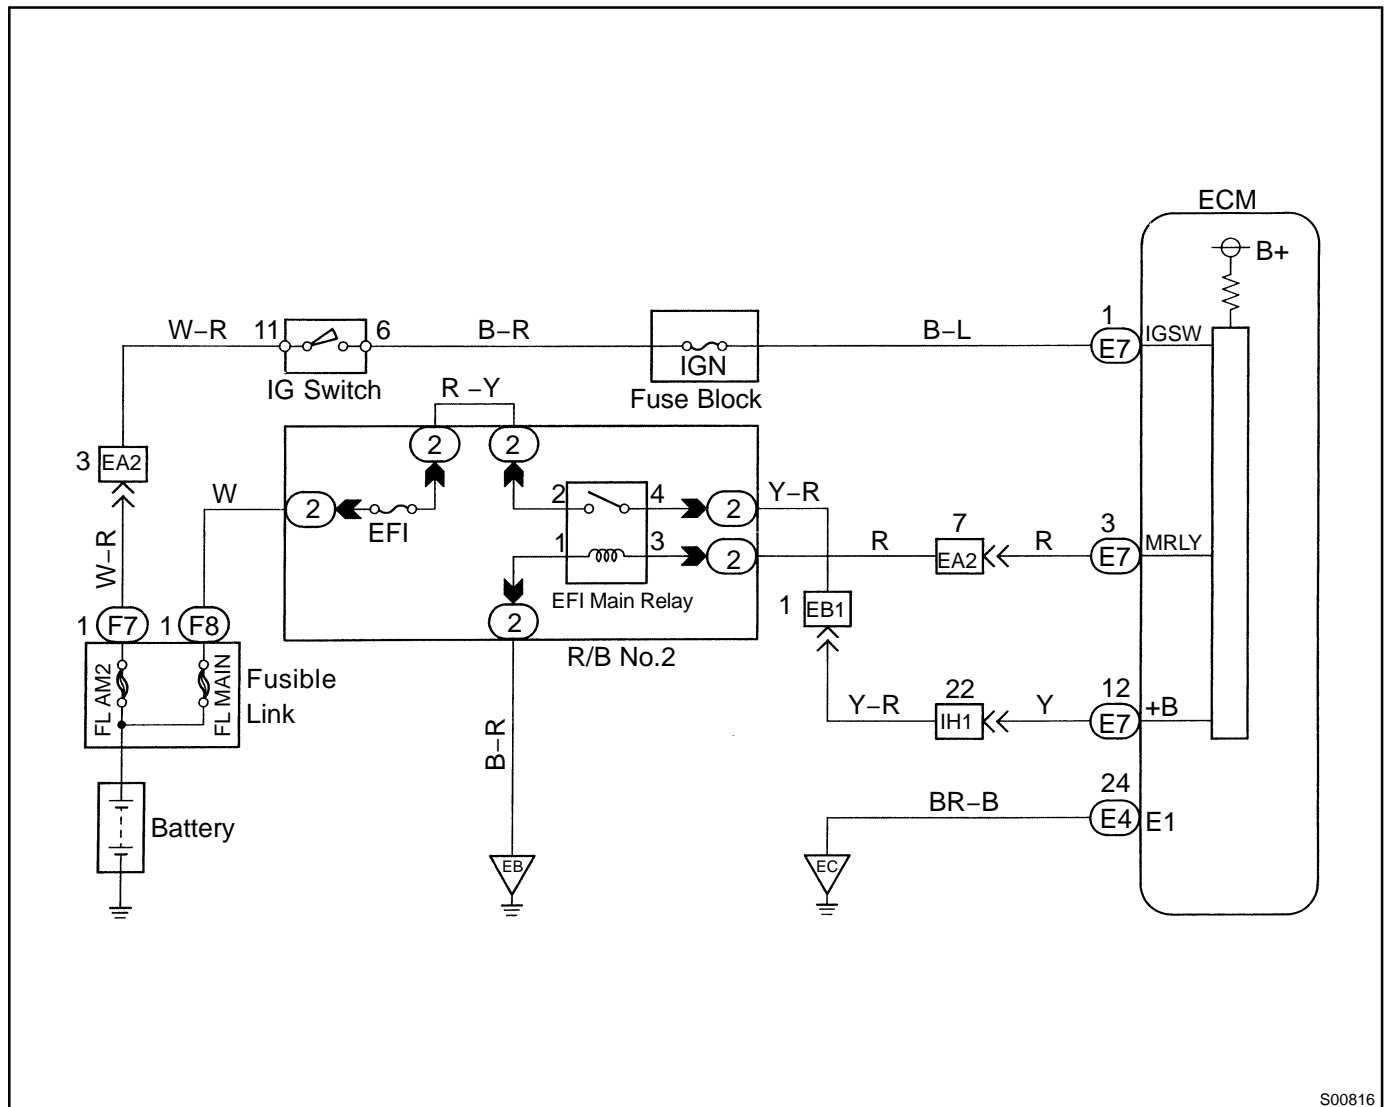 ECM
B+
1
W–R
11
6
B–R
B–L
IGSW
E7
IG Switch
IGN
Fuse Block
R –Y
2
2
3
EA2
W
2
EFI
2
4
2
Y–R
1
3
2
R
7
EA2
R
3
E7
MRLY
EFI Main Relay
W–R
1
EB1
1
F7
1
F8
2
R/B No.2
FL AM2
FL MAIN
Fusible
Link
B–R
Y–R
22
IH1
Y
12
E7
+B
24
BR–B
E4
E1
Battery
EB
EC
S00816